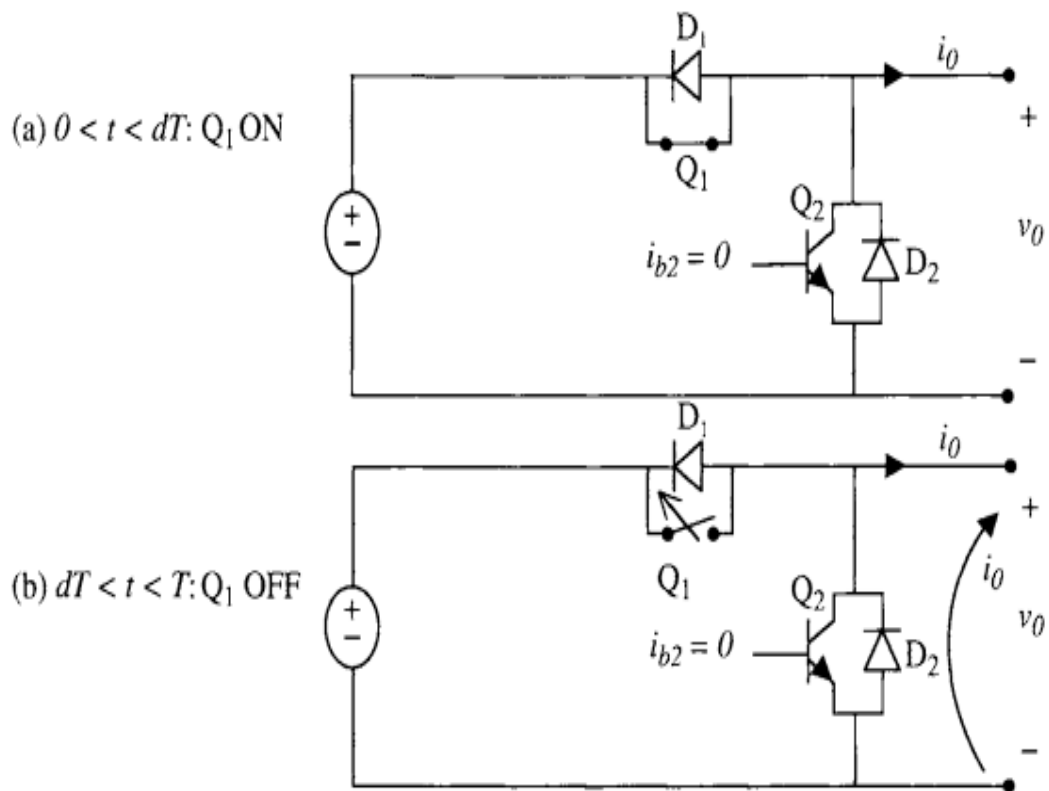 D₁
i₀
(a) 0 < t < dT: Q₁ ON
+
Q₁
Q₂
+
−
v₀
i_b2 = 0
D₂
−
D₁
i₀
+
Q₁
i₀
(b) dT < t < T: Q₁ OFF
Q₂
+
−
v₀
i_b2 = 0
D₂
−